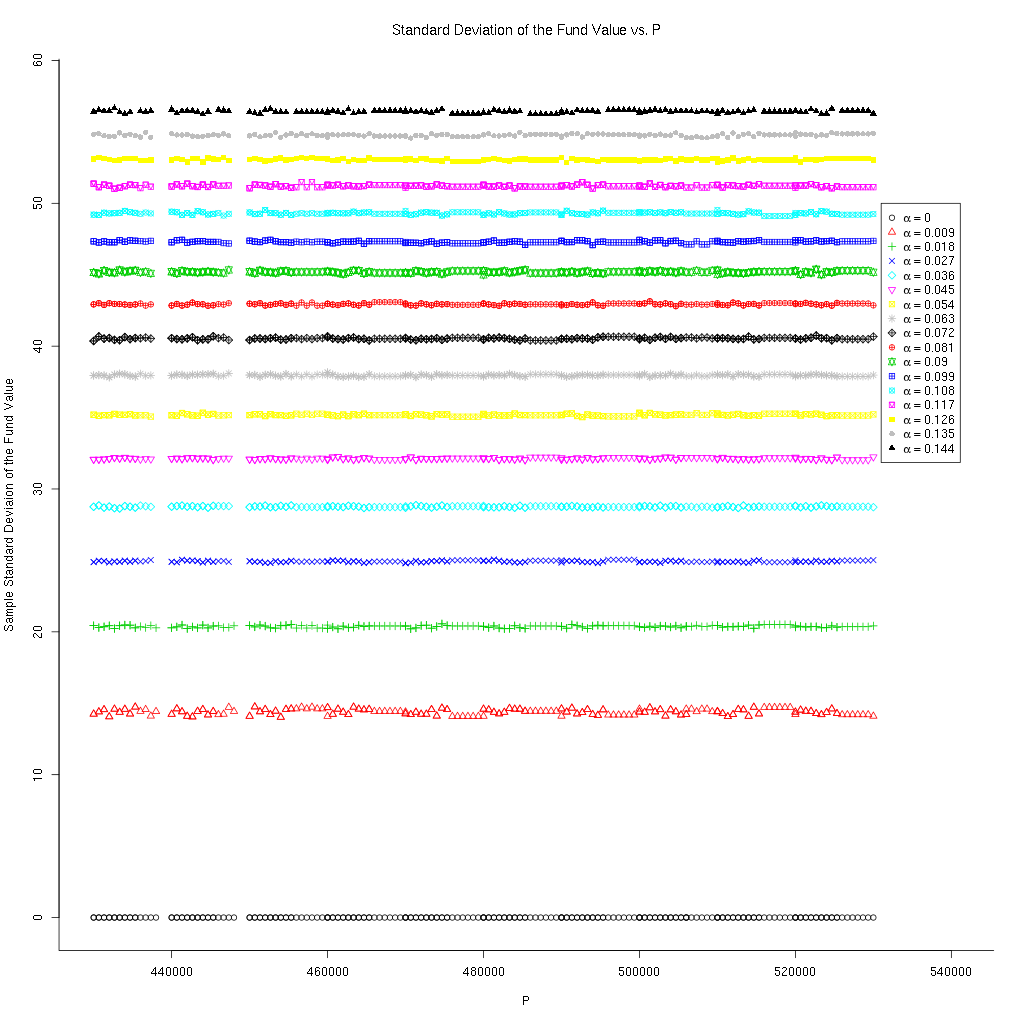 Standard Deviation of the Fund Value vs. P
Sample Standard Deviaion of the Fund Value
60
50
40
30
20
10
0
440000
460000
480000
500000
520000
540000
P
α = 0
α = 0.009
α = 0.018
α = 0.027
α = 0.036
α = 0.045
α = 0.054
α = 0.063
α = 0.072
α = 0.081
α = 0.09
α = 0.099
α = 0.108
α = 0.117
α = 0.126
α = 0.135
α = 0.144